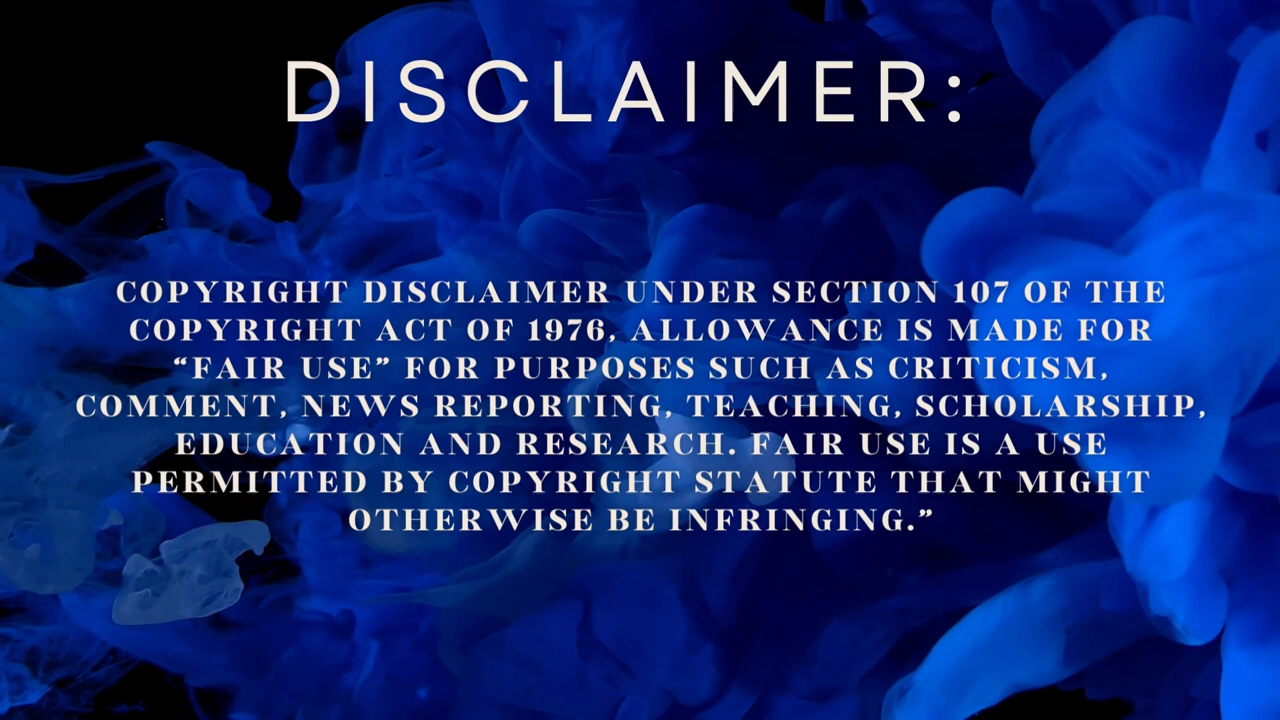 DISCLAIMER:
COPYRIGHT DISCLAIMER UNDER SECTION 107 OF THE
COPYRIGHT ACT OF 1976, ALLOWANCE IS MADE FOR
“FAIR USE” FOR PURPOSES SUCH AS CRITICISM,
COMMENT, NEWS REPORTING, TEACHING, SCHOLARSHIP,
EDUCATION AND RESEARCH. FAIR USE IS A USE
PERMITTED BY COPYRIGHT STATUTE THAT MIGHT
OTHERWISE BE INFRINGING.”